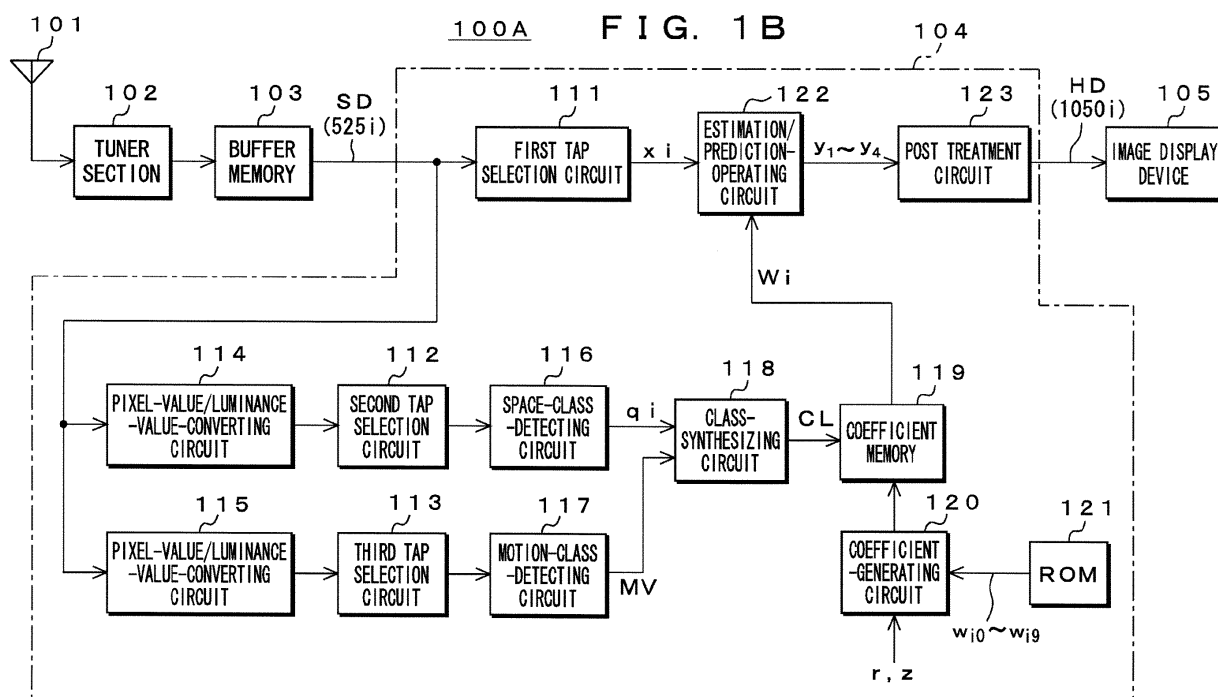 FIG. 1B
100A
101
102
TUNER
SECTION
103
BUFFER
MEMORY
SD
(525i)
104
111
FIRST TAP
SELECTION CIRCUIT
xi
122
ESTIMATION/
PREDICTION-
OPERATING
CIRCUIT
y1~y4
123
POST TREATMENT
CIRCUIT
HD
(1050i)
105
IMAGE DISPLAY
DEVICE
Wi
114
PIXEL-VALUE/LUMINANCE
-VALUE-CONVERTING
CIRCUIT
112
SECOND TAP
SELECTION
CIRCUIT
116
SPACE-CLASS
-DETECTING
CIRCUIT
qi
118
CLASS-
SYNTHESIZING
CIRCUIT
CL
119
COEFFICIENT
MEMORY
115
PIXEL-VALUE/LUMINANCE
-VALUE-CONVERTING
CIRCUIT
113
THIRD TAP
SELECTION
CIRCUIT
117
MOTION-CLASS
-DETECTING
CIRCUIT
MV
120
COEFFICIENT
-GENERATING
CIRCUIT
121
ROM
wi0~wi9
r, z